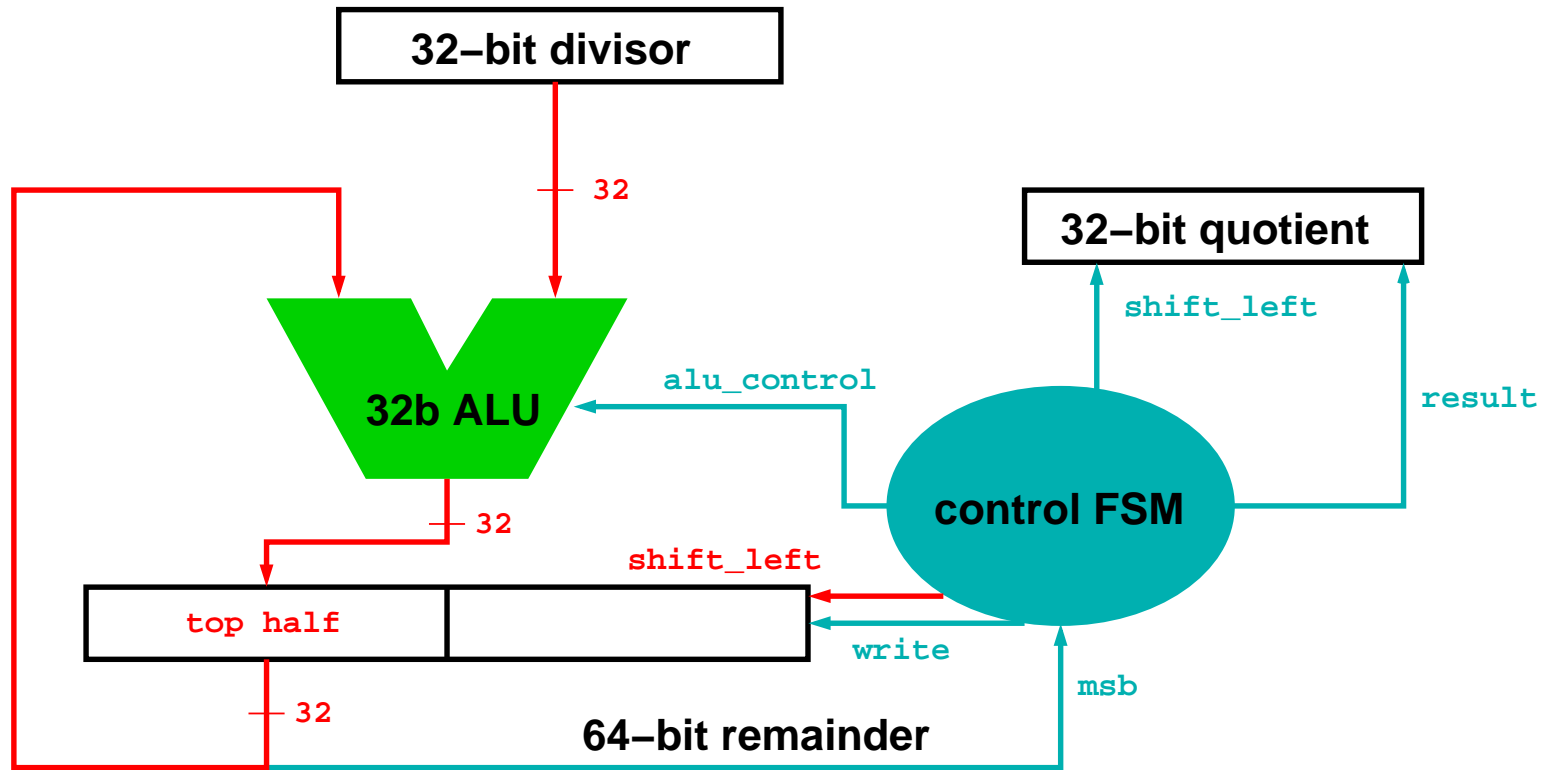 32–bit divisor
32
32–bit quotient
shift_left
alu_control
result
32b ALU
control FSM
32
shift_left
top half
write
msb
32
64–bit remainder